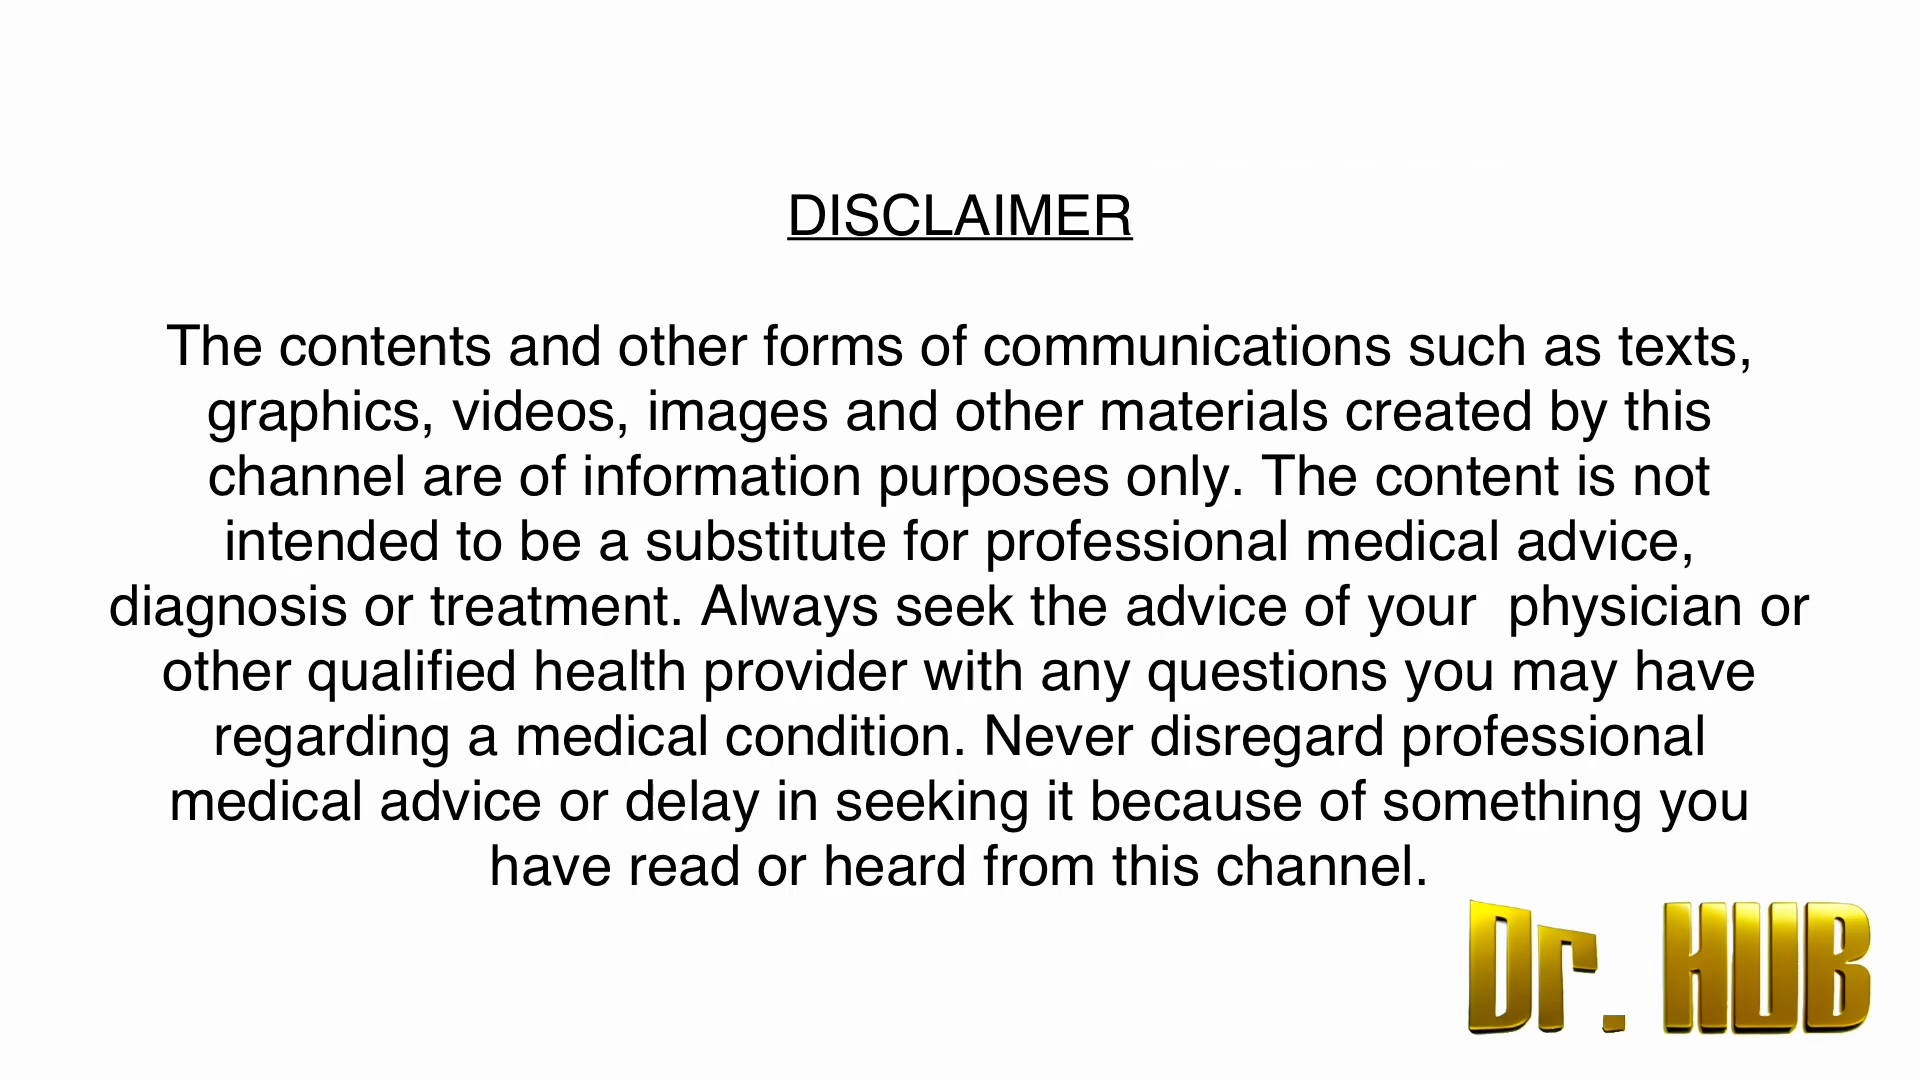 DISCLAIMER
The contents and other forms of communications such as texts,
graphics, videos, images and other materials created by this
channel are of information purposes only. The content is not
intended to be a substitute for professional medical advice,
diagnosis or treatment. Always seek the advice of your  physician or
other qualified health provider with any questions you may have
regarding a medical condition. Never disregard professional
medical advice or delay in seeking it because of something you
have read or heard from this channel.
Dr. HUB